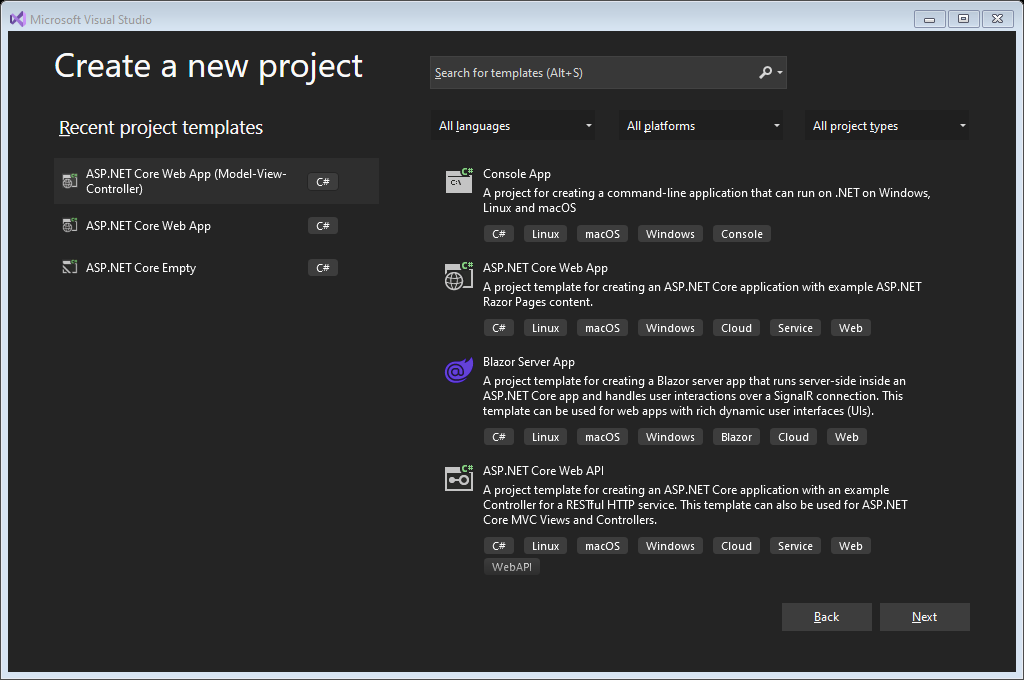 Microsoft Visual Studio
Create a new project
Search for templates (Alt+S)
Recent project templates
All languages
All platforms
All project types
ASP.NET Core Web App (Model-View-
Controller)
C#
ASP.NET Core Web App
C#
ASP.NET Core Empty
C#
Console App
A project for creating a command-line application that can run on .NET on Windows,
Linux and macOS
C# Linux macOS Windows Console
ASP.NET Core Web App
A project template for creating an ASP.NET Core application with example ASP.NET
Razor Pages content.
C# Linux macOS Windows Cloud Service Web
Blazor Server App
A project template for creating a Blazor server app that runs server-side inside an
ASP.NET Core app and handles user interactions over a SignalR connection. This
template can be used for web apps with rich dynamic user interfaces (UIs).
C# Linux macOS Windows Blazor Cloud Web
ASP.NET Core Web API
A project template for creating an ASP.NET Core application with an example
Controller for a RESTful HTTP service. This template can also be used for ASP.NET
Core MVC Views and Controllers.
C# Linux macOS Windows Cloud Service Web
WebAPI
Back
Next